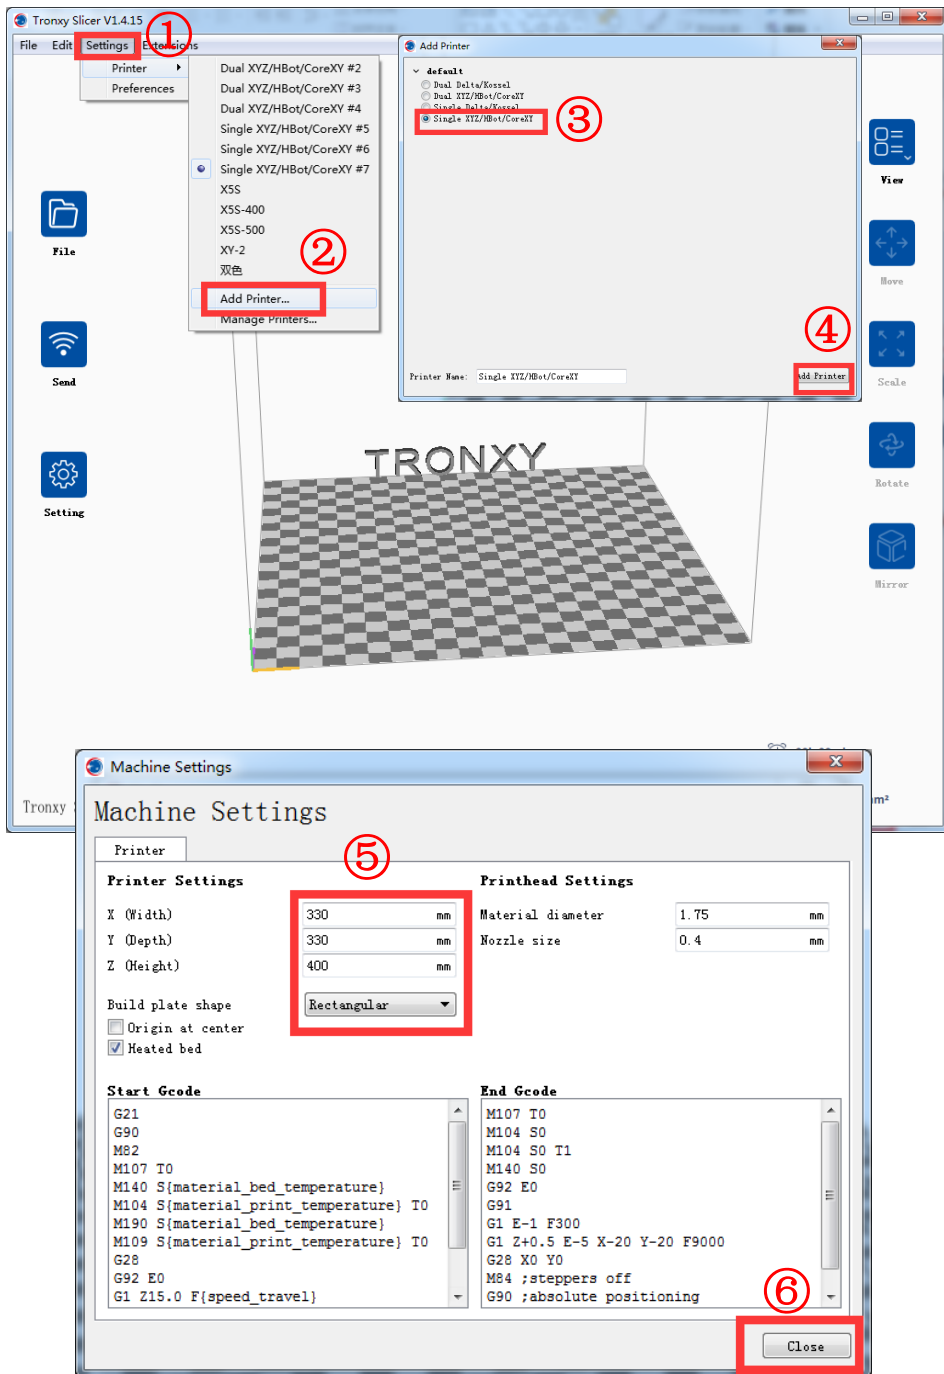 Tronxy Slicer V1.4.15
①
File Edit Settings Extensions
Printer
Preferences
Dual XYZ/HBot/CoreXY #2
Dual XYZ/HBot/CoreXY #3
Dual XYZ/HBot/CoreXY #4
Single XYZ/HBot/CoreXY #5
Single XYZ/HBot/CoreXY #6
Single XYZ/HBot/CoreXY #7
X5S
X5S-400
X5S-500
XY-2
双色
②
Add Printer...
Manage Printers...
Add Printer
default
Dual Delta/Kossel
Dual XYZ/HBot/CoreXY
Single Delta/Kossel
Single XYZ/HBot/CoreXY
③
④
Printer Name: Single XYZ/HBot/CoreXY
Add Printer
File
Send
Setting
View
Move
Scale
Rotate
Mirror
TRONXY
Tronxy
Machine Settings
Machine Settings
Printer
⑤
Printer Settings
X (Width) 330 mm
Y (Depth) 330 mm
Z (Height) 400 mm
Build plate shape Rectangular
Origin at center
Heated bed
Printhead Settings
Material diameter 1.75 mm
Nozzle size 0.4 mm
Start Gcode
G21
G90
M82
M107 T0
M140 S{material_bed_temperature}
M104 S{material_print_temperature} T0
M190 S{material_bed_temperature}
M109 S{material_print_temperature} T0
G28
G92 E0
G1 Z15.0 F{speed_travel}
End Gcode
M107 T0
M104 S0
M104 S0 T1
M140 S0
G92 E0
G91
G1 E-1 F300
G1 Z+0.5 E-5 X-20 Y-20 F9000
G28 X0 Y0
M84 ;steppers off
G90 ;absolute positioning
⑥
Close